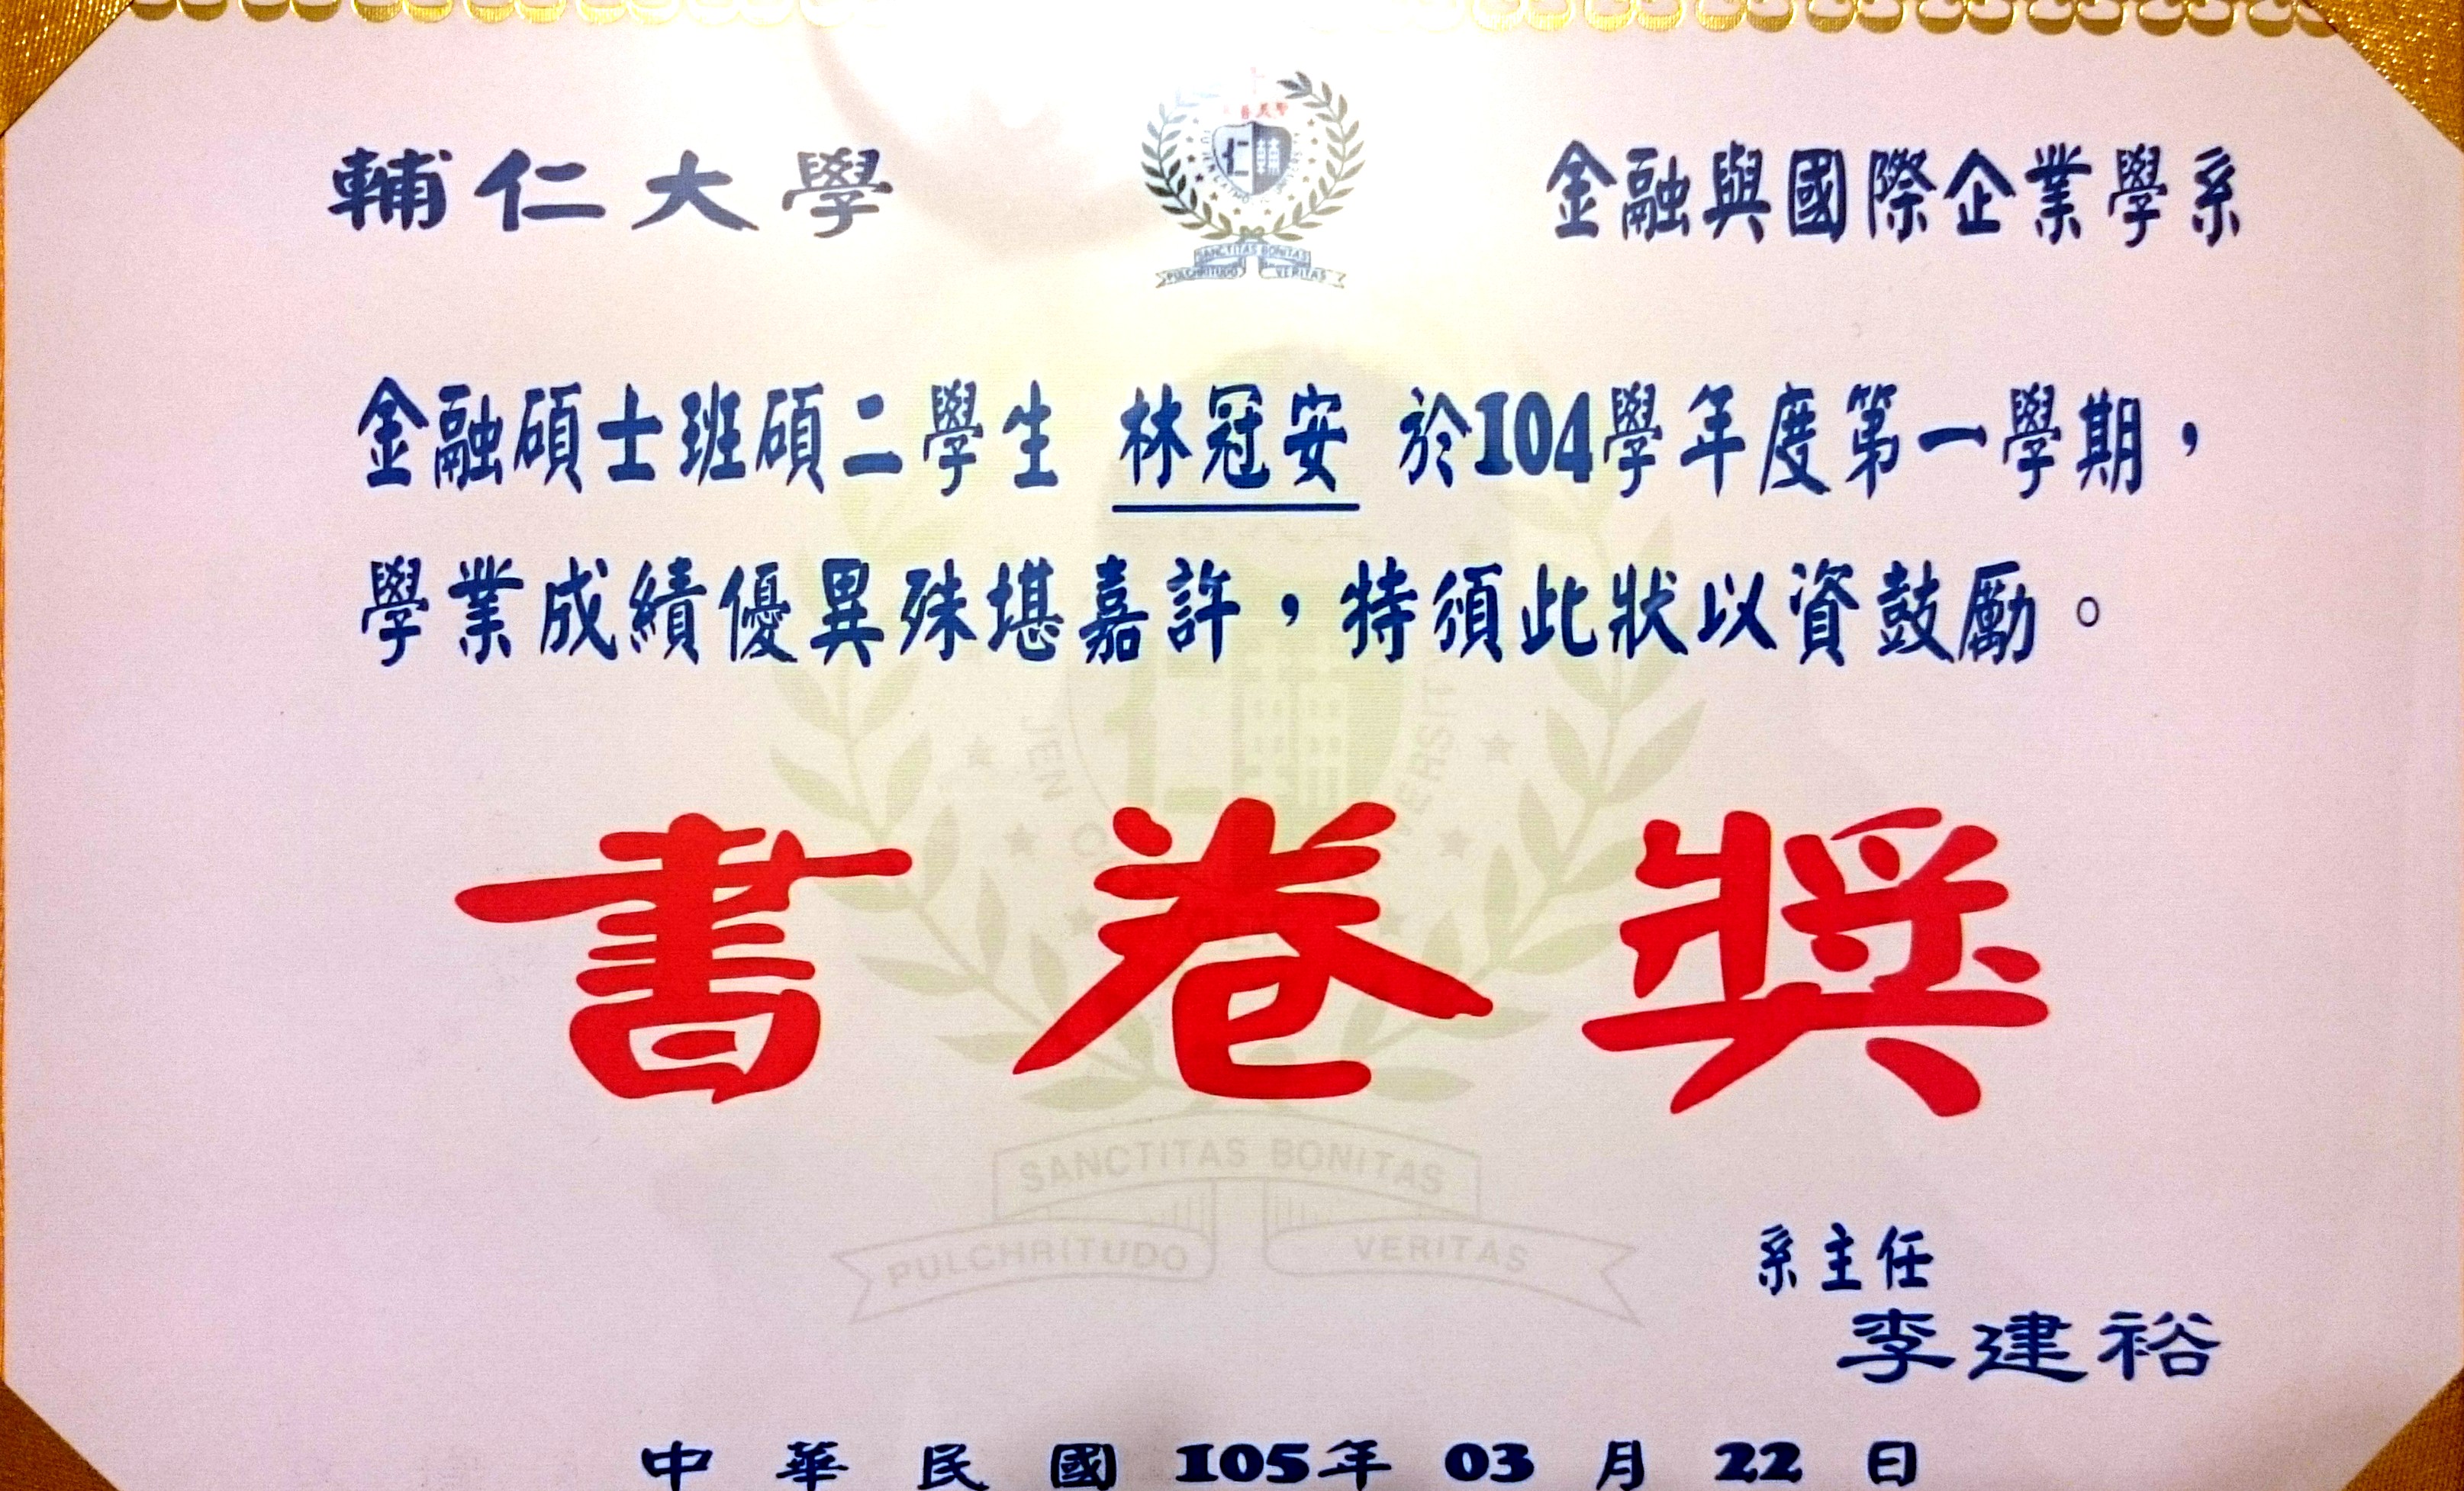 輔仁大學
金融與國際企業學系
SANCTITAS BONITAS
PULCHRITUDO VERITAS
金融碩士班碩二學生 林冠安 於104學年度第一學期，
學業成績優異殊堪嘉許，特頒此狀以資鼓勵。
書卷獎
SANCTITAS BONITAS
PULCHRITUDO VERITAS
系主任
李建裕
中華民國 105年 03 月 22 日